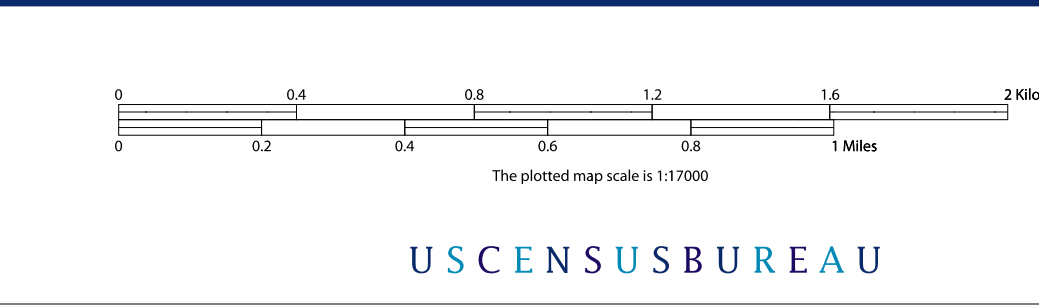 0 0.4 0.8 1.2 1.6 2 Kilo
0 0.2 0.4 0.6 0.8 1 Miles
The plotted map scale is 1:17000
USCENSUSBUREAU